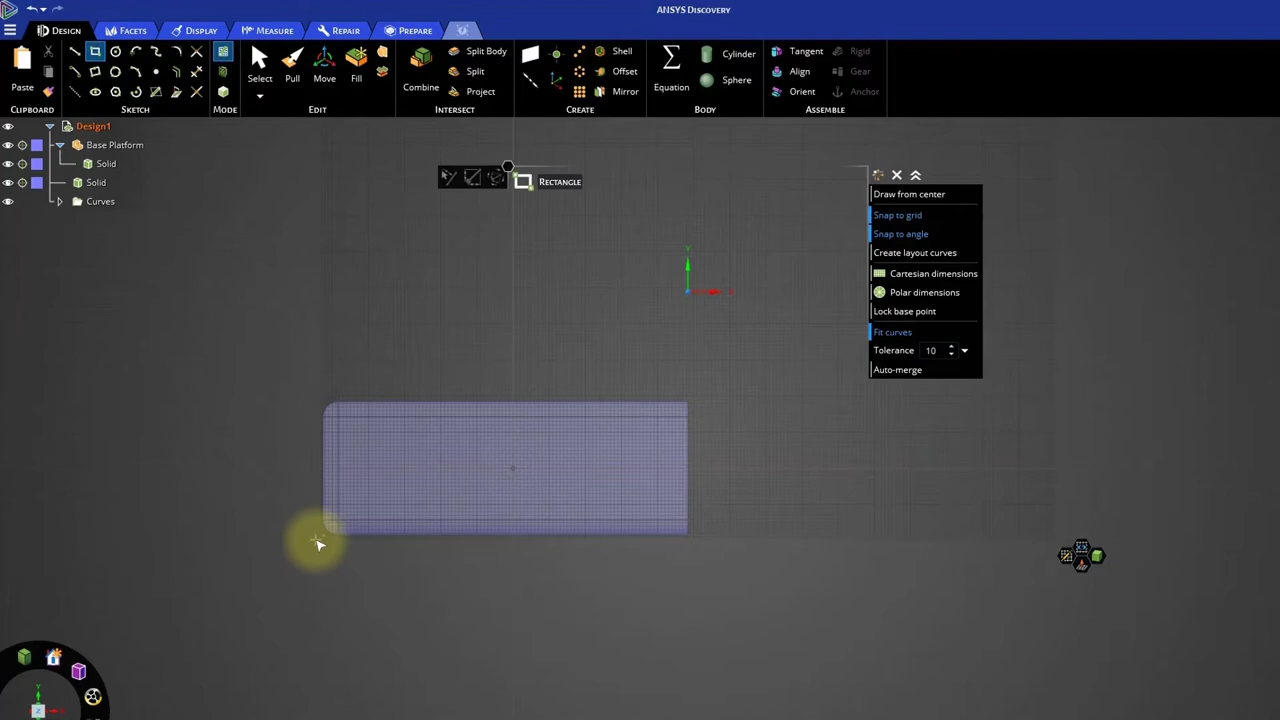 ANSYS Discovery
DESIGN FACETS DISPLAY MEASURE REPAIR PREPARE
Paste
Select Pull Move Fill
Combine
Split Body
Split
Project
Shell
Offset
Mirror
Equation
Cylinder
Sphere
Tangent Rigid
Align Gear
Orient Anchor
CLIPBOARD SKETCH MODE EDIT INTERSECT CREATE BODY ASSEMBLE
Design1
Base Platform
Solid
Solid
Curves
RECTANGLE
Draw from center
Snap to grid
Snap to angle
Create layout curves
Cartesian dimensions
Polar dimensions
Lock base point
Fit curves
Tolerance 10
Auto-merge
Y
Y
Z